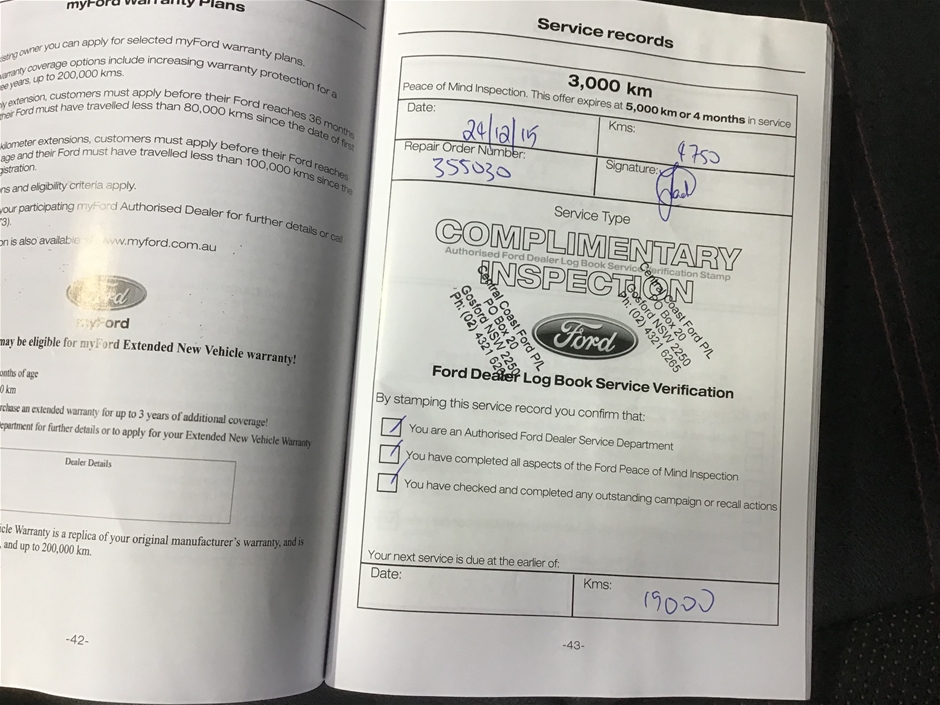 myFord Warranty Plans
existing owner you can apply for selected myFord warranty plans.
warranty coverage options include increasing warranty protection for a
years, up to 200,000 kms.
extension, customers must apply before their Ford reaches 36 months
their Ford must have travelled less than 80,000 kms since the date of first
kilometer extensions, customers must apply before their Ford reaches
age and their Ford must have travelled less than 100,000 kms since the
registration.
and eligibility criteria apply.
your participating myFord Authorised Dealer for further details or call
is also available www.myford.com.au
Ford
myFord
may be eligible for myFord Extended New Vehicle warranty!
months of age
0 km
purchase an extended warranty for up to 3 years of additional coverage!
department for further details or to apply for your Extended New Vehicle Warranty
Dealer Details
Vehicle Warranty is a replica of your original manufacturer's warranty, and is
and up to 200,000 km.
-42-
Service records
3,000 km
Peace of Mind Inspection. This offer expires at 5,000 km or 4 months in service
Date:
24/12/15
Kms:
4750
Repair Order Number:
355030
Signature:
Service Type
COMPLIMENTARY
Authorised Ford Dealer Log Book Service Verification Stamp
INSPECTION
Central Coast Ford P/L
PO Box 20
Gosford NSW 2250
Ph: (02) 4321 6265
Central Coast Ford P/L
PO Box 20
Gosford NSW 2250
Ph: (02) 4321 6265
Ford
Ford Dealer Log Book Service Verification
By stamping this service record you confirm that:
You are an Authorised Ford Dealer Service Department
You have completed all aspects of the Ford Peace of Mind Inspection
You have checked and completed any outstanding campaign or recall actions
Your next service is due at the earlier of:
Date:
Kms:
15000
-43-